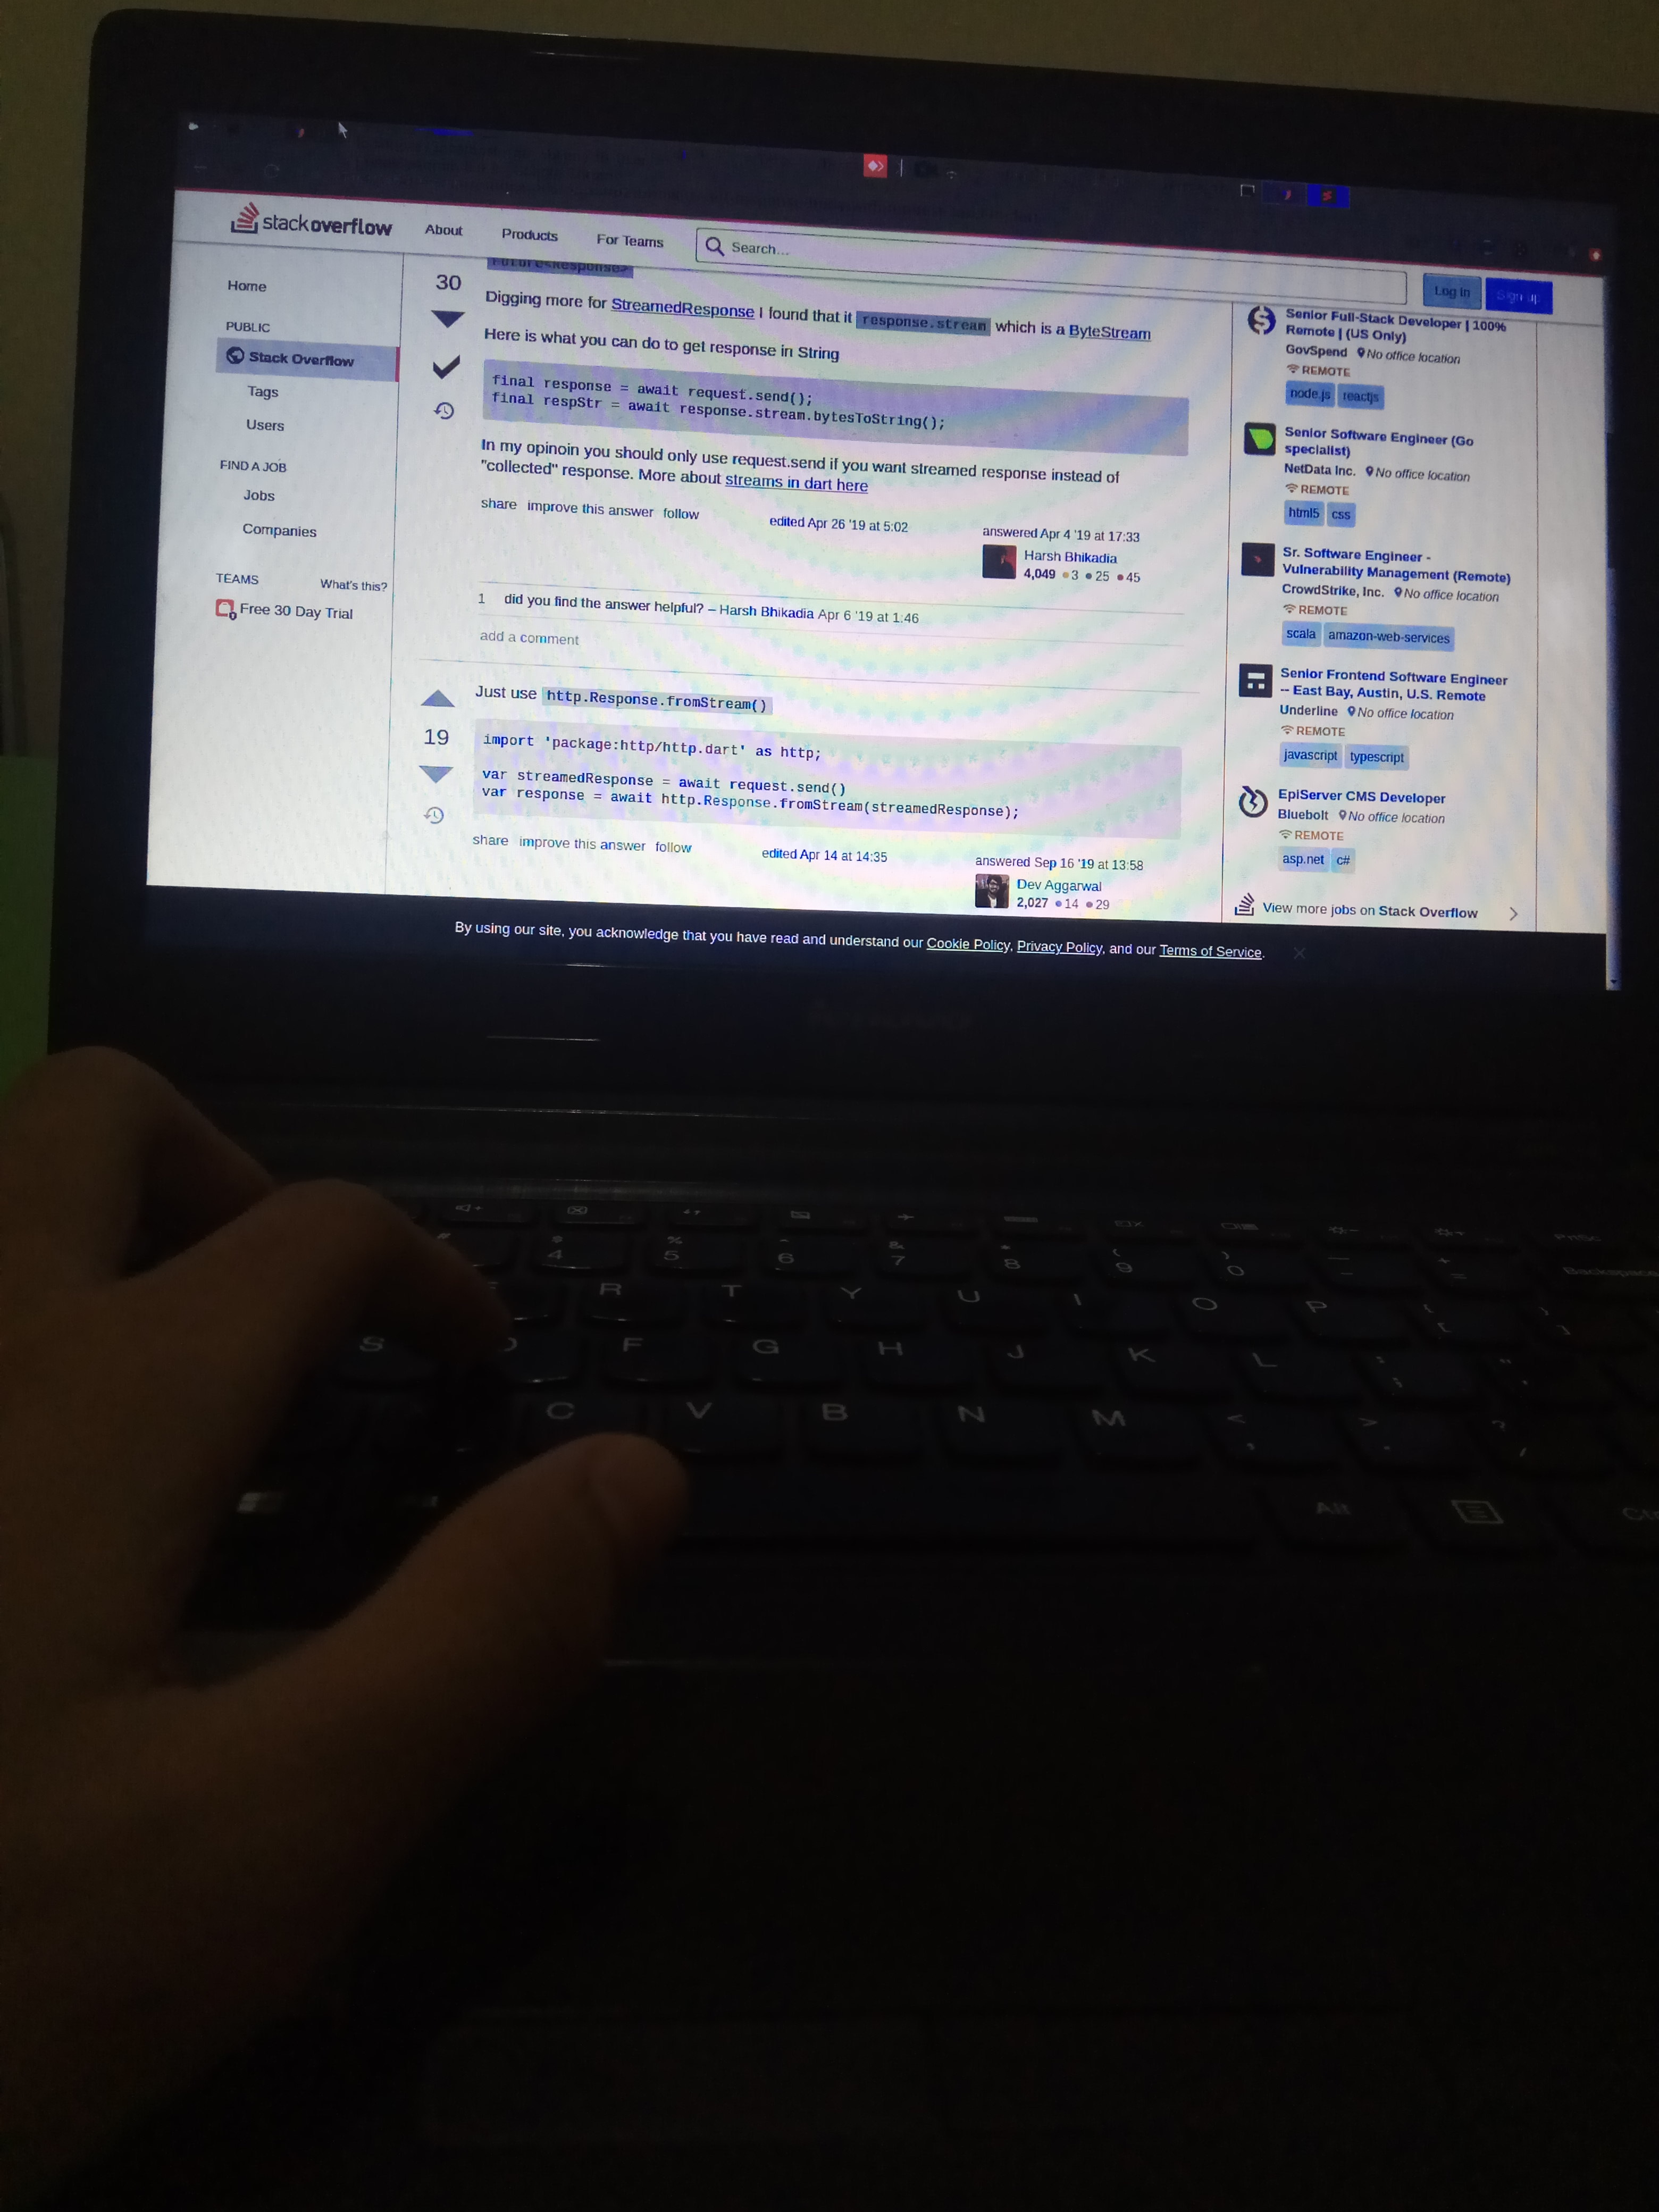 stackoverflow
About
Products
For Teams
Search...
Log in
Sign up
Home
PUBLIC
Stack Overflow
Tags
Users
FIND A JOB
Jobs
Companies
TEAMS
What's this?
Free 30 Day Trial
Future<Response>
30
Digging more for StreamedResponse I found that it response.stream which is a ByteStream
Here is what you can do to get response in String
final response = await request.send();
final respStr = await response.stream.bytesToString();
In my opinoin you should only use request.send if you want streamed response instead of
"collected" response. More about streams in dart here
share improve this answer follow
edited Apr 26 '19 at 5:02
answered Apr 4 '19 at 17:33
Harsh Bhikadia
4,049 3 25 45
1 did you find the answer helpful? – Harsh Bhikadia Apr 6 '19 at 1:46
add a comment
19
Just use http.Response.fromStream()
import 'package:http/http.dart' as http;
var streamedResponse = await request.send()
var response = await http.Response.fromStream(streamedResponse);
share improve this answer follow
edited Apr 14 at 14:35
answered Sep 16 '19 at 13:58
Dev Aggarwal
2,027 14 29
Senior Full-Stack Developer | 100%
Remote | (US Only)
GovSpend No office location
REMOTE
node.js reactjs
Senior Software Engineer (Go
specialist)
NetData Inc. No office location
REMOTE
html5 css
Sr. Software Engineer -
Vulnerability Management (Remote)
CrowdStrike, Inc. No office location
REMOTE
scala amazon-web-services
Senior Frontend Software Engineer
-- East Bay, Austin, U.S. Remote
Underline No office location
REMOTE
javascript typescript
EpiServer CMS Developer
Bluebolt No office location
REMOTE
asp.net c#
View more jobs on Stack Overflow
By using our site, you acknowledge that you have read and understand our Cookie Policy, Privacy Policy, and our Terms of Service.
# $ % ^ & * ( ) _ +
4 5 6 7 8 9 0 - = Backspace
R T Y U I O P { }
[ ]
S D F G H J K L : "
; '
C V B N M < > ?
, . /
Alt Alt Ctrl